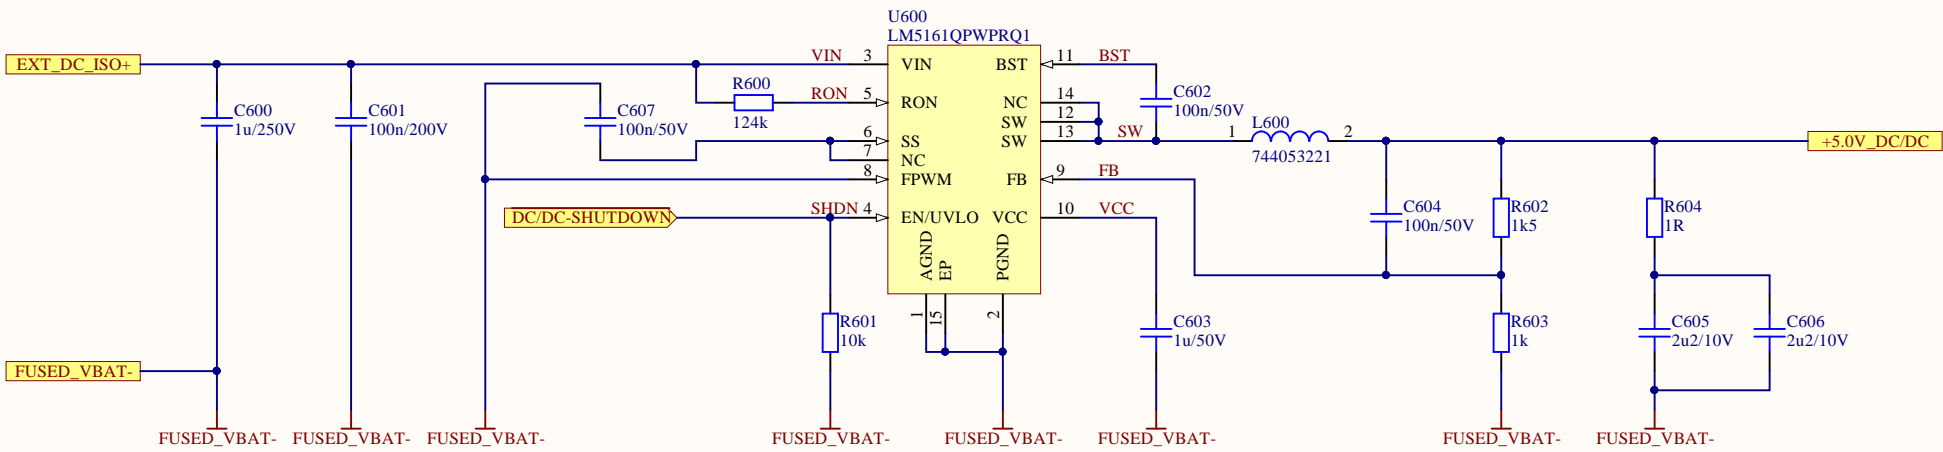 U600
LM5161QPWPRQ1
EXT_DC_ISO+
VIN 3 VIN
BST 11 BST
R600
124k
RON 5 RON
C600
1u/250V
C601
100n/200V
C607
100n/50V
NC 14
SW 12
SW 13 SW
C602
100n/50V
6 SS
7 NC
8 FPWM
1 L600 2
744053221
+5.0V_DC/DC
FB 9 FB
DC/DC-SHUTDOWN
SHDN 4 EN/UVLO
VCC 10 VCC
C604
100n/50V
R602
1k5
R604
1R
AGND
EP
PGND
1
15
2
R601
10k
C603
1u/50V
R603
1k
C605
2u2/10V
C606
2u2/10V
FUSED_VBAT-
FUSED_VBAT-
FUSED_VBAT-
FUSED_VBAT-
FUSED_VBAT-
FUSED_VBAT-
FUSED_VBAT-
FUSED_VBAT-
FUSED_VBAT-